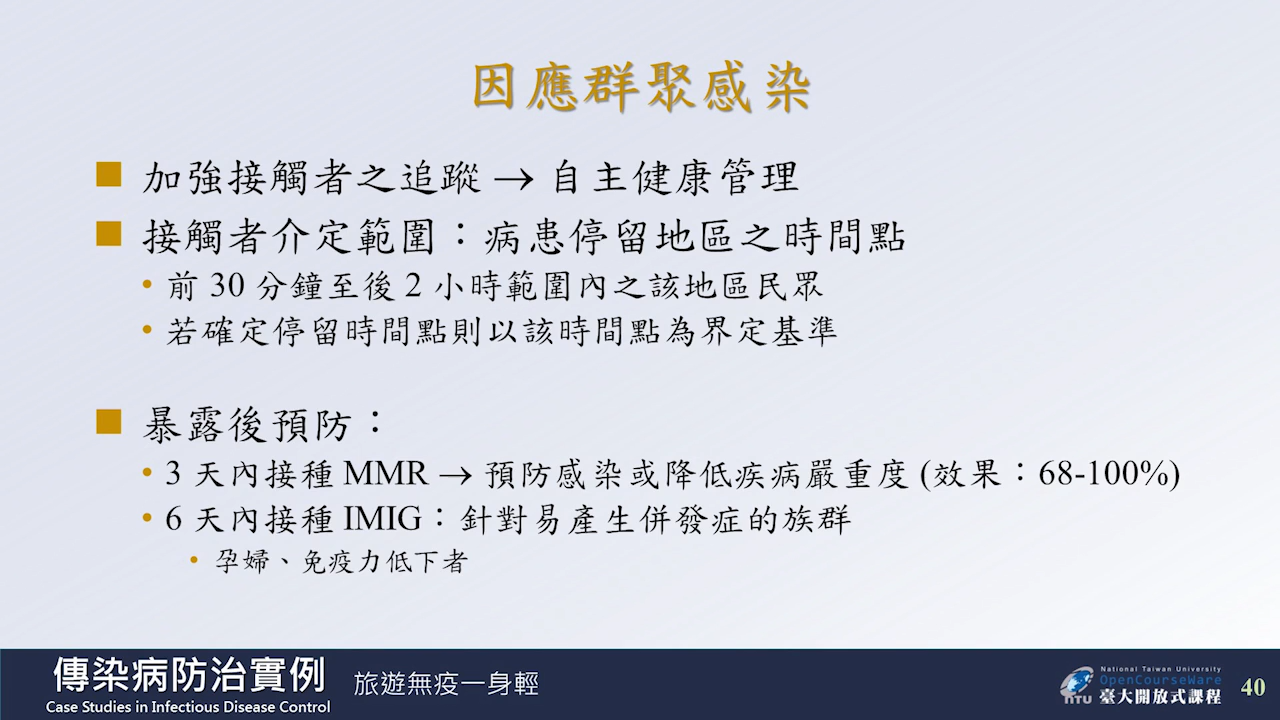 因應群聚感染
加強接觸者之追蹤 → 自主健康管理
接觸者介定範圍：病患停留地區之時間點
• 前 30 分鐘至後 2 小時範圍內之該地區民眾
• 若確定停留時間點則以該時間點為界定基準
暴露後預防：
• 3 天內接種 MMR → 預防感染或降低疾病嚴重度 (效果：68-100%)
• 6 天內接種 IMIG：針對易產生併發症的族群
• 孕婦、免疫力低下者
傳染病防治實例 旅遊無疫一身輕
Case Studies in Infectious Disease Control
National Taiwan University
OpenCourseWare
NTU 臺大開放式課程
40